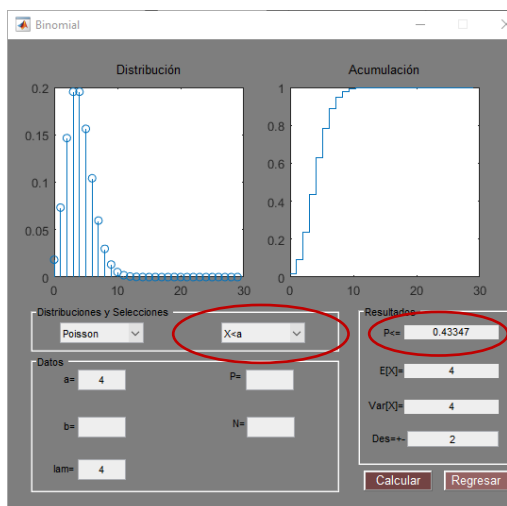 Binomial
Distribución
Acumulación
0.2
0.15
0.1
0.05
0
0 10 20 30
1
0.8
0.6
0.4
0.2
0
0 10 20 30
Distribuciones y Selecciones
Poisson
X<a
Resultados
P<= 0.43347
E[X]= 4
Var[X]= 4
Des=+- 2
Datos
a= 4
P=
b=
N=
lam= 4
Calcular
Regresar